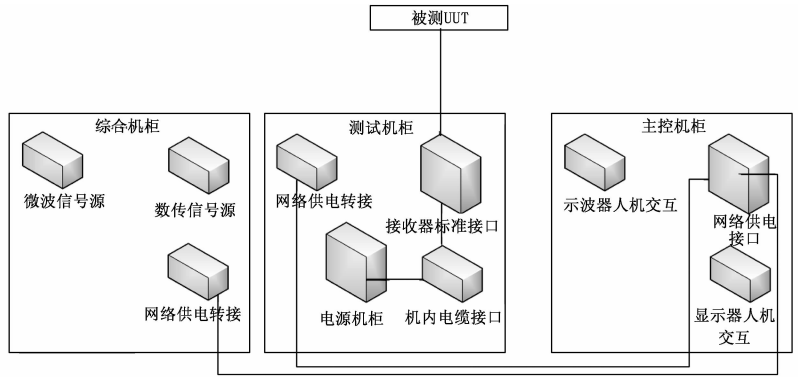 被测UUT
综合机柜
微波信号源
数传信号源
网络供电转接
测试机柜
网络供电转接
接收器标准接口
电源机柜
机内电缆接口
主控机柜
示波器人机交互
网络供电
接口
显示器人机
交互